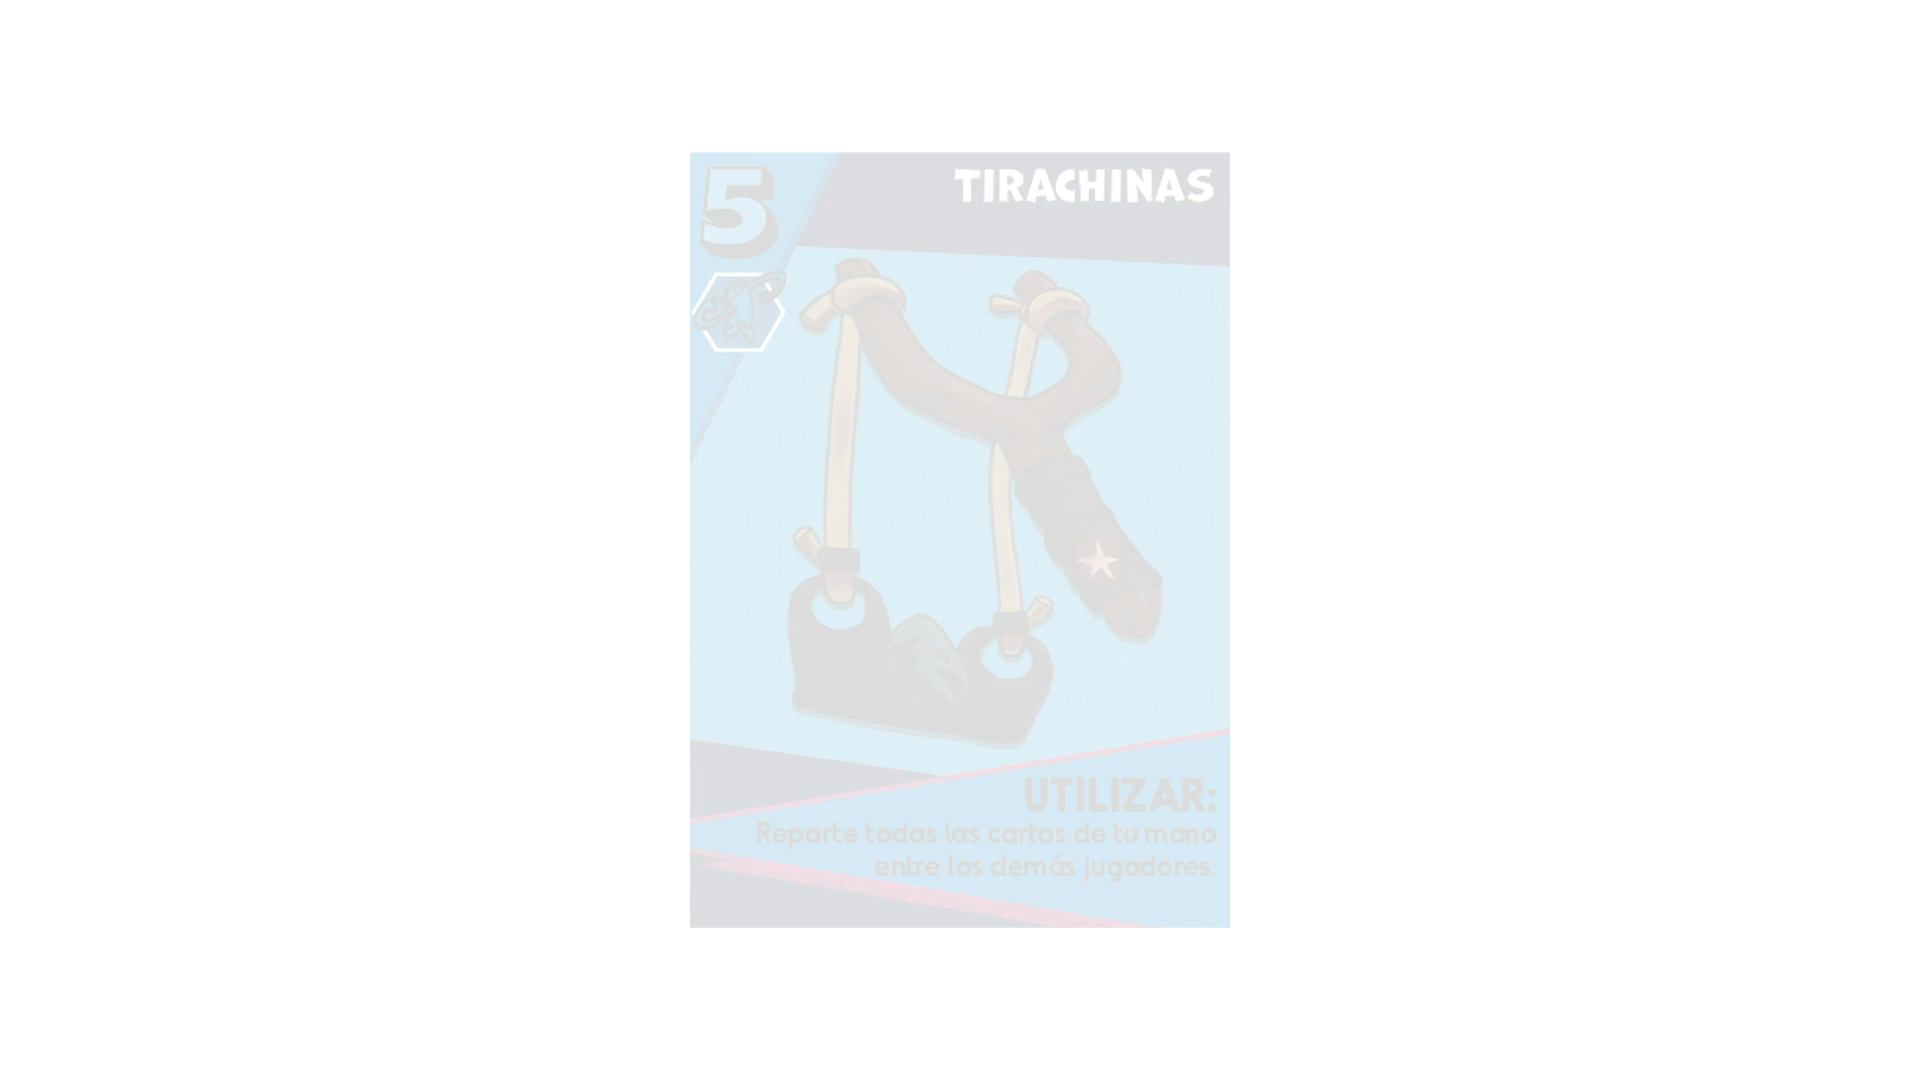 5
TIRACHINAS
UTILIZAR:
Reparte todas las cartas de tu mano
entre los demás jugadores.